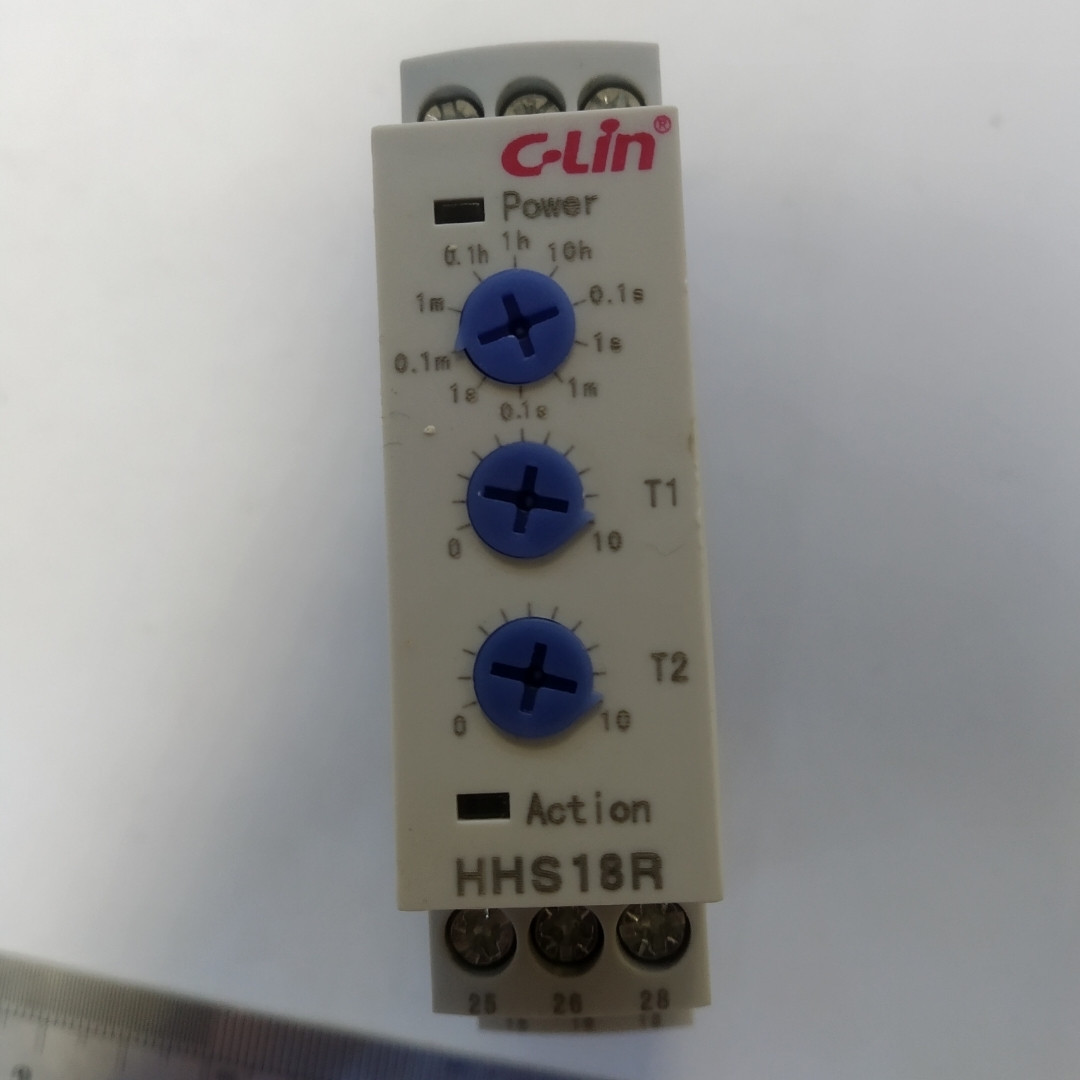 C-Lin®
Power
0.1h 1h 10h
1m 0.1s
0.1m 1s
1s 0.1s 1m
T1
0 10
T2
0 10
Action
HHS18R
25 26 28
18